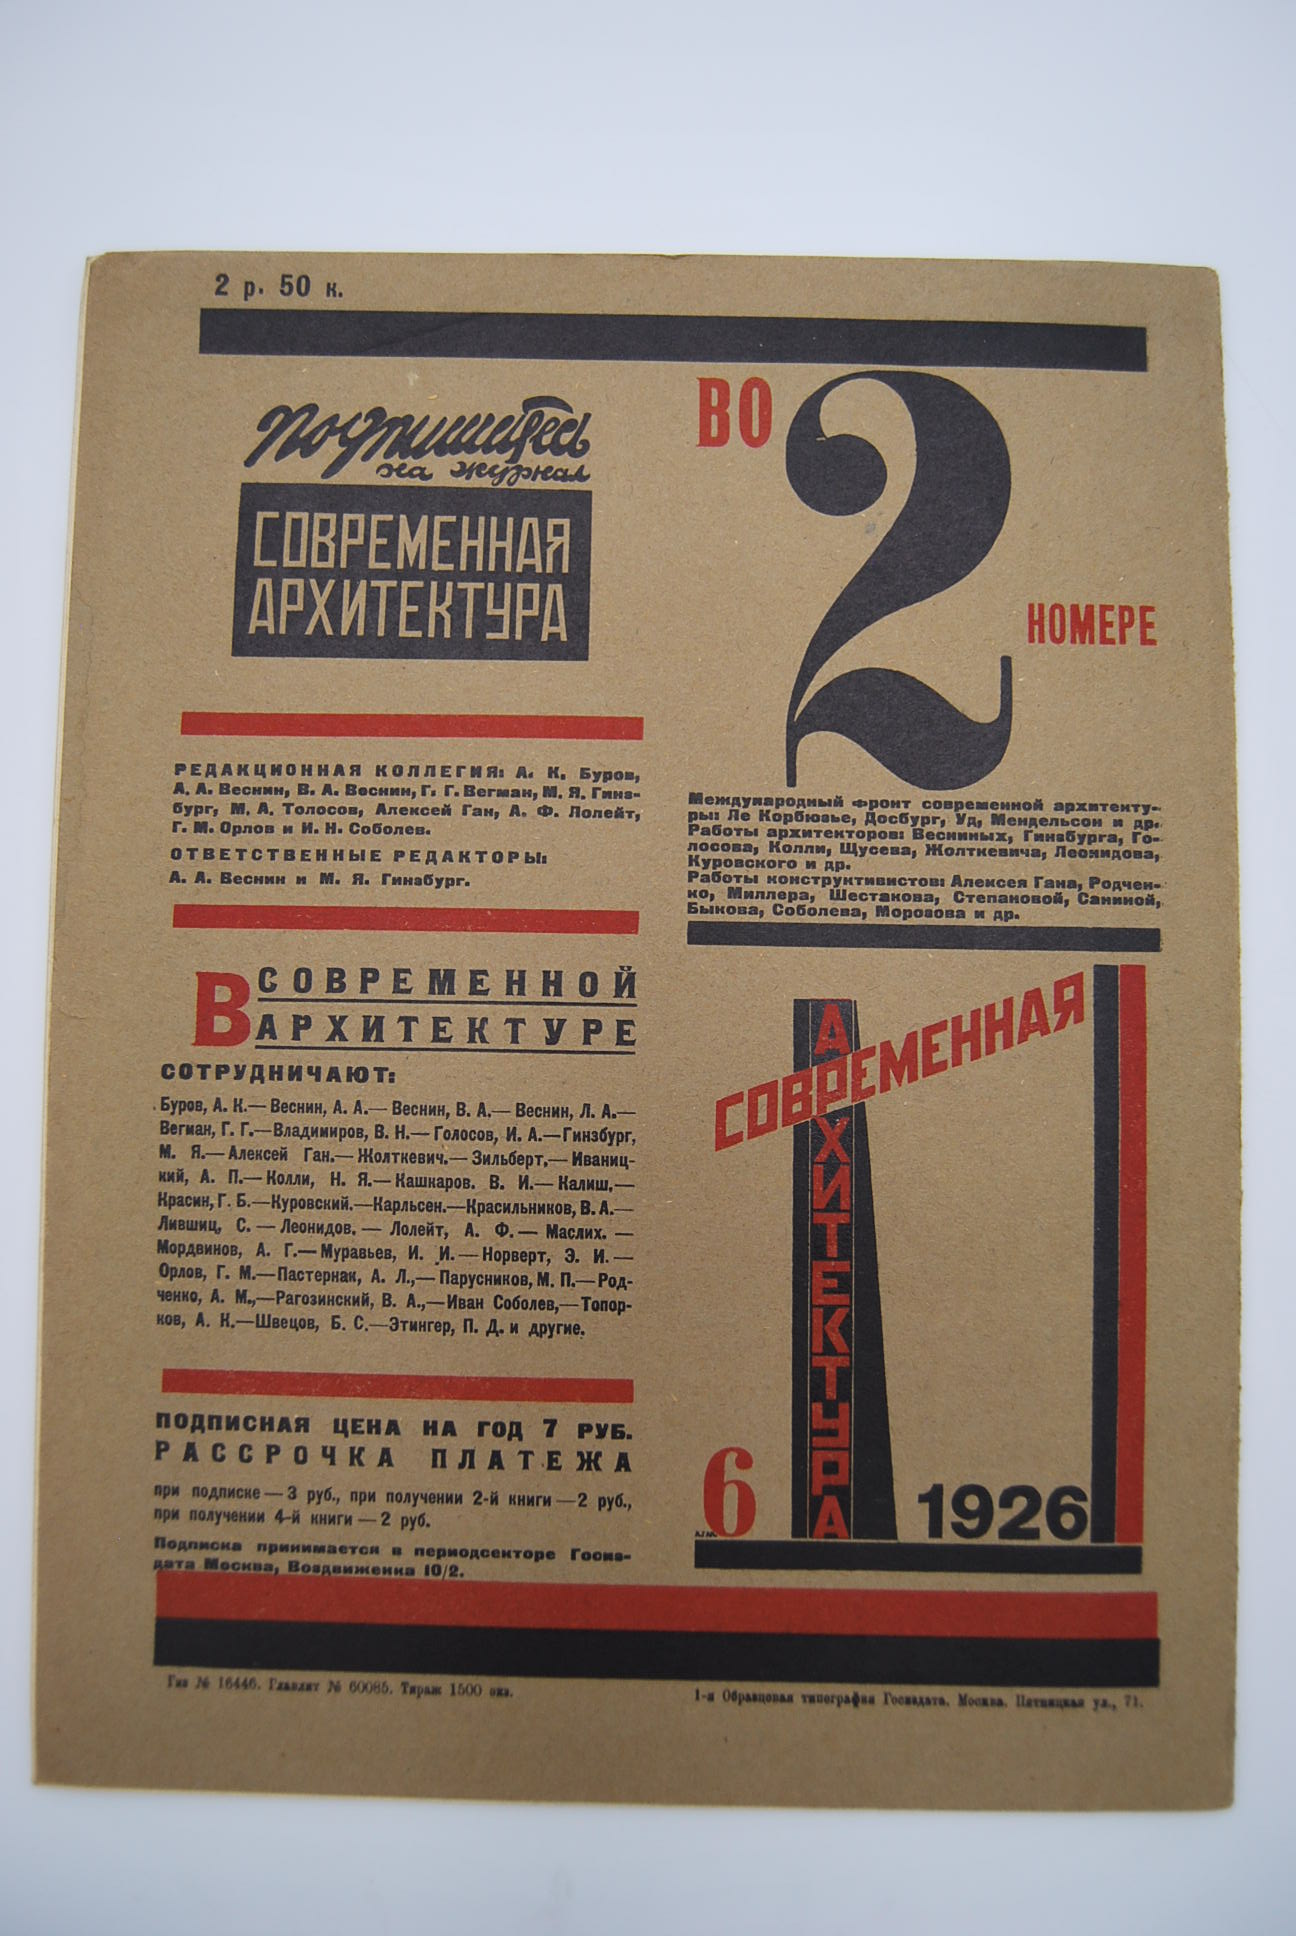 2 р. 50 к.
Подпишитесь
на журнал
СОВРЕМЕННАЯ
АРХИТЕКТУРА
РЕДАКЦИОННАЯ КОЛЛЕГИЯ: А. К. Буров,
А. А. Веснин, В. А. Веснин, Г. Г. Вегман, М. Я. Гинз-
бург, М. А. Толосов, Алексей Ган, А. Ф. Лолейт,
Г. М. Орлов и И. Н. Соболев.
ОТВЕТСТВЕННЫЕ РЕДАКТОРЫ:
А. А. Веснин и М. Я. Гинзбург.
В СОВРЕМЕННОЙ
АРХИТЕКТУРЕ
СОТРУДНИЧАЮТ:
Буров, А. К.— Веснин, А. А.— Веснин, В. А.— Веснин, Л. А.—
Вегман, Г. Г.—Владимиров, В. Н.— Голосов, И. А.—Гинзбург,
М. Я.—Алексей Ган.—Жолткевич.— Зильберт,— Иваниц-
кий, А. П.— Колли, Н. Я.— Кашкаров. В. И.— Калиш,—
Красин, Г. Б.—Куровский.—Карльсен.—Красильников, В. А.—
Лившиц, С. — Леонидов. — Лолейт, А. Ф.— Маслих. —
Мордвинов, А. Г.— Муравьев, И. И.— Норверт, Э. И.—
Орлов, Г. М.—Пастернак, А. Л.,— Парусников, М. П.—Род-
ченко, А. М.,—Рагозинский, В. А.,— Иван Соболев,—Топор-
ков, А. К.—Швецов, Б. С.—Этингер, П. Д. и другие.
ПОДПИСНАЯ ЦЕНА НА ГОД 7 РУБ.
РАССРОЧКА ПЛАТЕЖА
при подписке — 3 руб., при получении 2-й книги — 2 руб.,
при получении 4-й книги — 2 руб.
Подписка принимается в периодсекторе Госиз-
дата Москва, Воздвиженка 10/2.
ВО 2 НОМЕРЕ
Международный фронт современной архитекту-
ры: Ле Корбюзье, Досбург, Уд, Мендельсон и др.
Работы архитекторов: Весниных, Гинзбурга, Го-
лосова, Колли, Щусева, Жолткевича, Леонидова,
Куровского и др.
Работы конструктивистов: Алексея Гана, Родчен-
ко, Миллера, Шестакова, Степановой, Саниной,
Быкова, Соболева, Морозова и др.
СОВРЕМЕННАЯ
АРХИТЕКТУРА
6
1926
Гиз № 16446. Главлит № 60085. Тираж 1500 экз.
1-я Образцовая типография Госиздата. Москва. Пятницкая ул., 71.